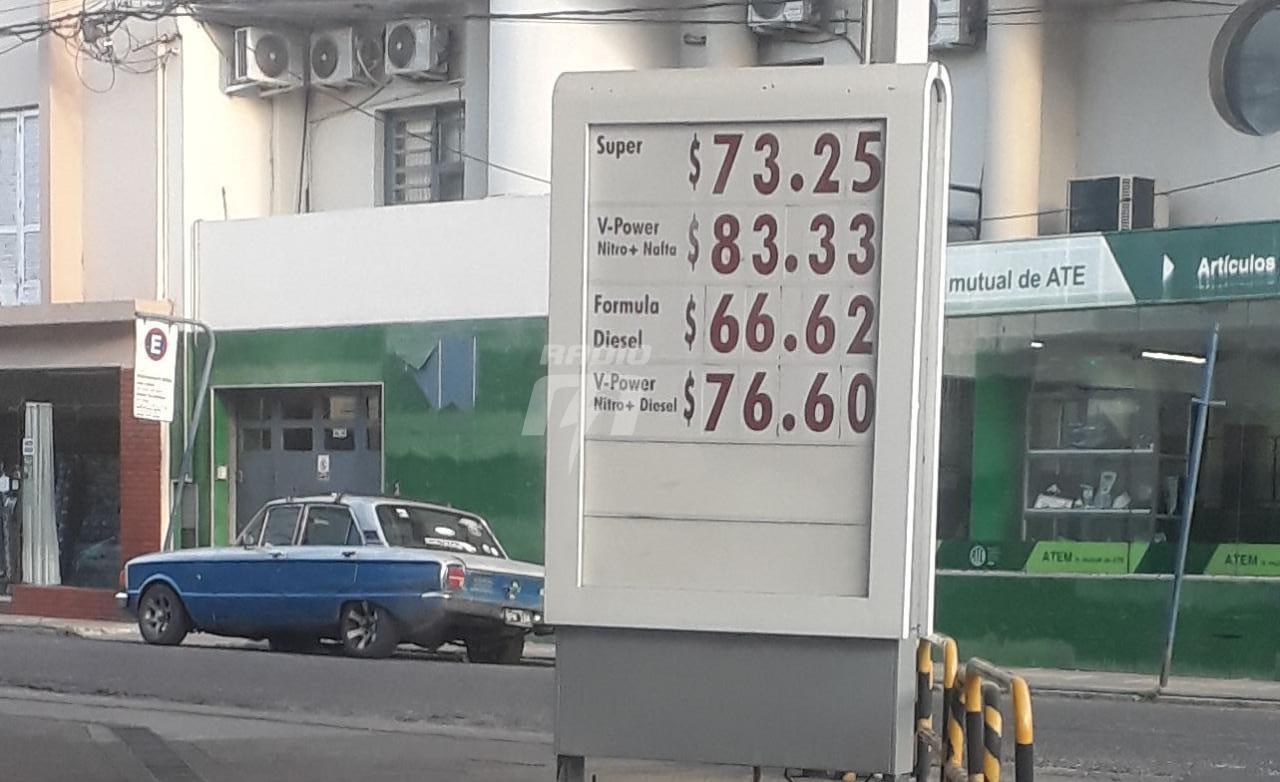 Super $73.25
V-Power
Nitro+ Nafta $83.33
Formula
Diesel $66.62
V-Power
Nitro+ Diesel $76.60
mutual de ATE
Artículos
E
RADIO
ATEM
ATEM